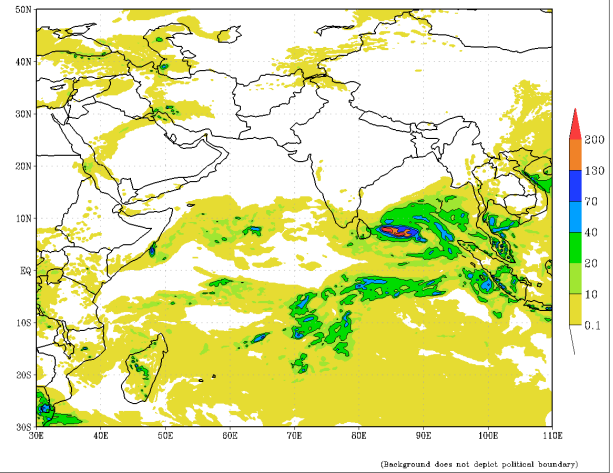 50N
40N
30N
20N
10N
EQ
10S
20S
30S
30E 40E 50E 60E 70E 80E 90E 100E 110E
200
130
70
40
20
10
0.1
(Background does not depict political boundary)